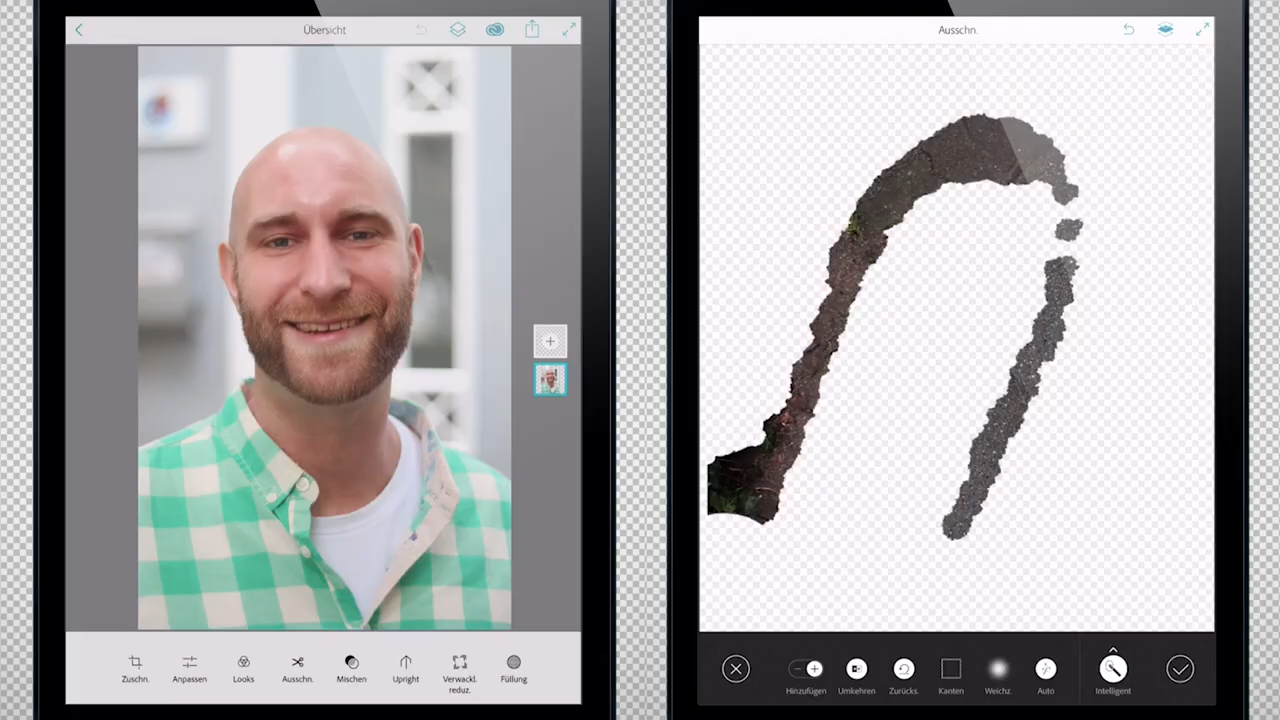 Übersicht
Zuschn.
Anpassen
Looks
Ausschn.
Mischen
Upright
Verwackl.
reduz.
Füllung
Ausschn.
Hinzufügen
Umkehren
Zurücks.
Kanten
Weichz.
Auto
Intelligent